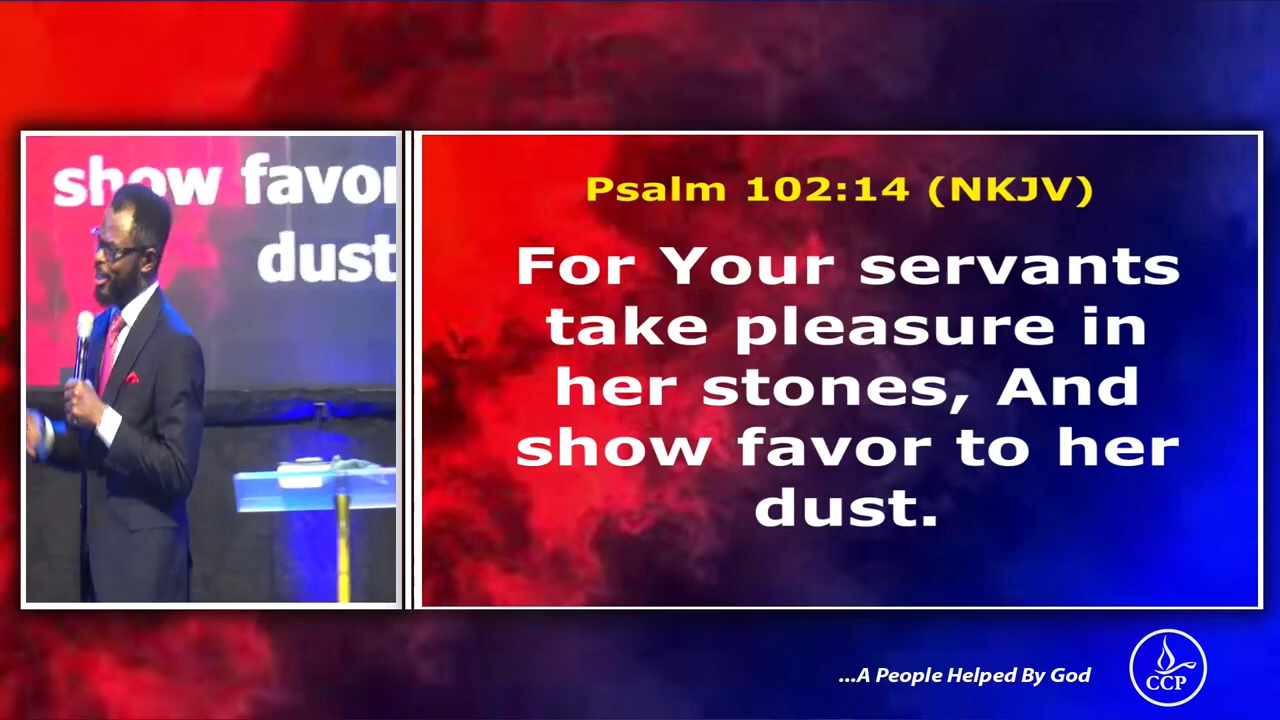 show favor
dust
Psalm 102:14 (NKJV)
For Your servants
take pleasure in
her stones, And
show favor to her
dust.
...A People Helped By God
CCP